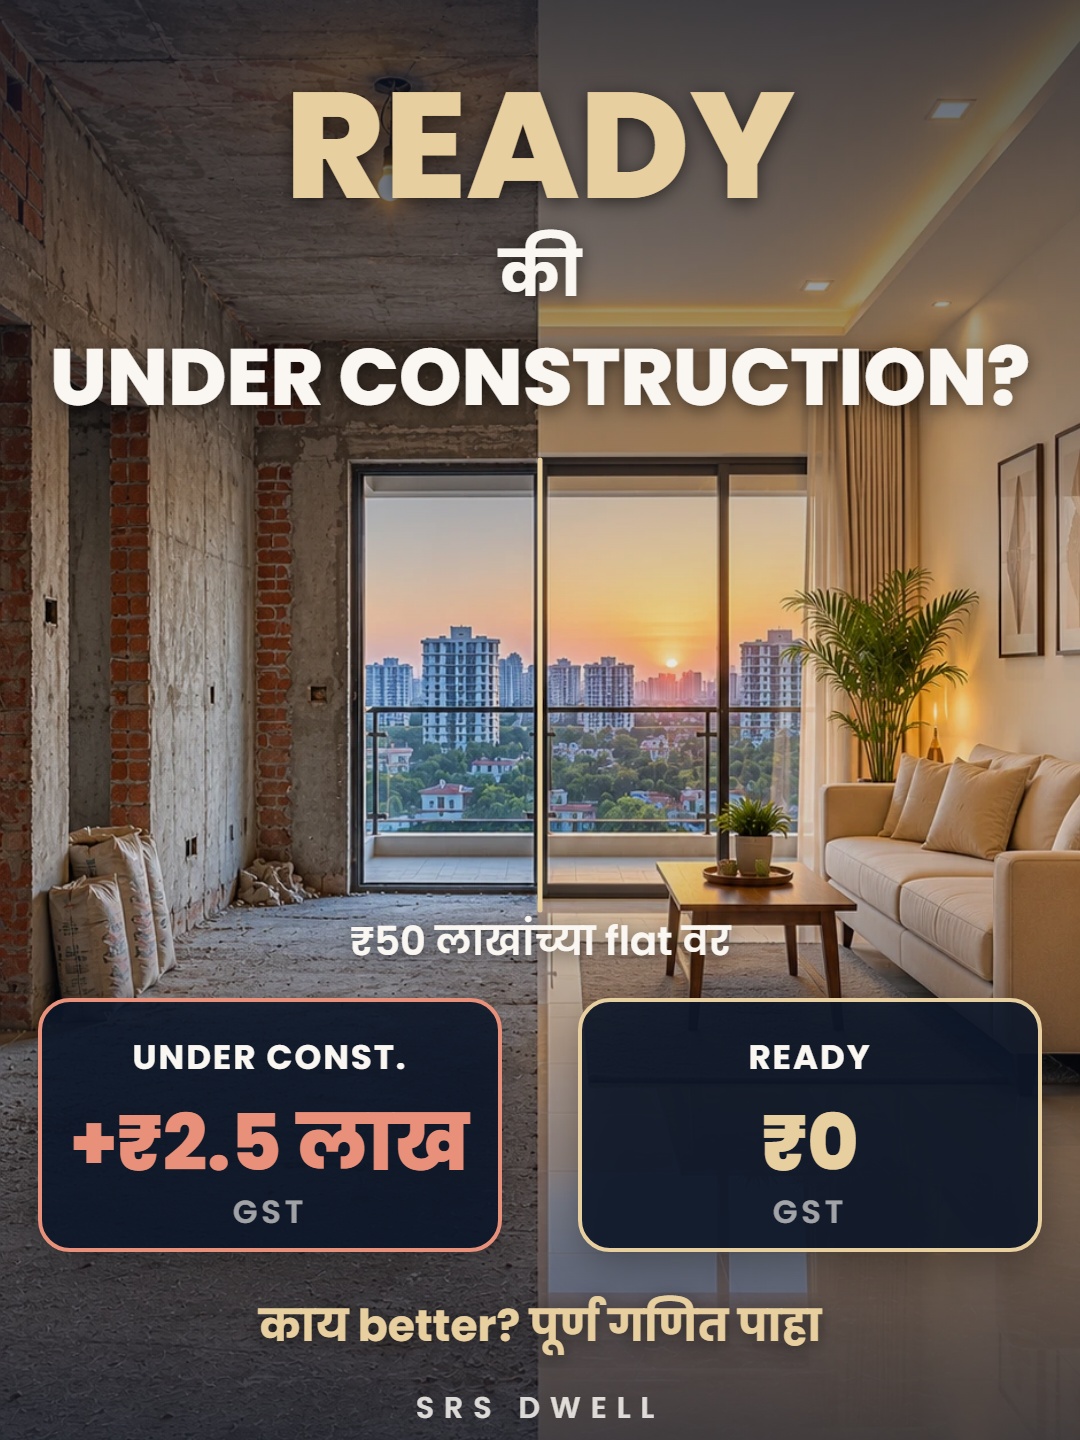 READY
की
UNDER CONSTRUCTION?
₹50 लाखांच्या flat वर
UNDER CONST.
+₹2.5 लाख
GST
READY
₹0
GST
काय better? पूर्ण गणित पाहा
SRS DWELL